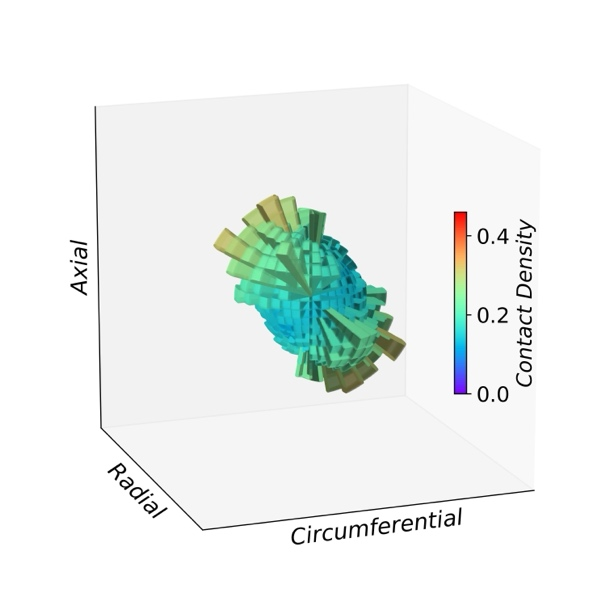 Axial
Radial
Circumferential
0.4
0.2
0.0
Contact Density